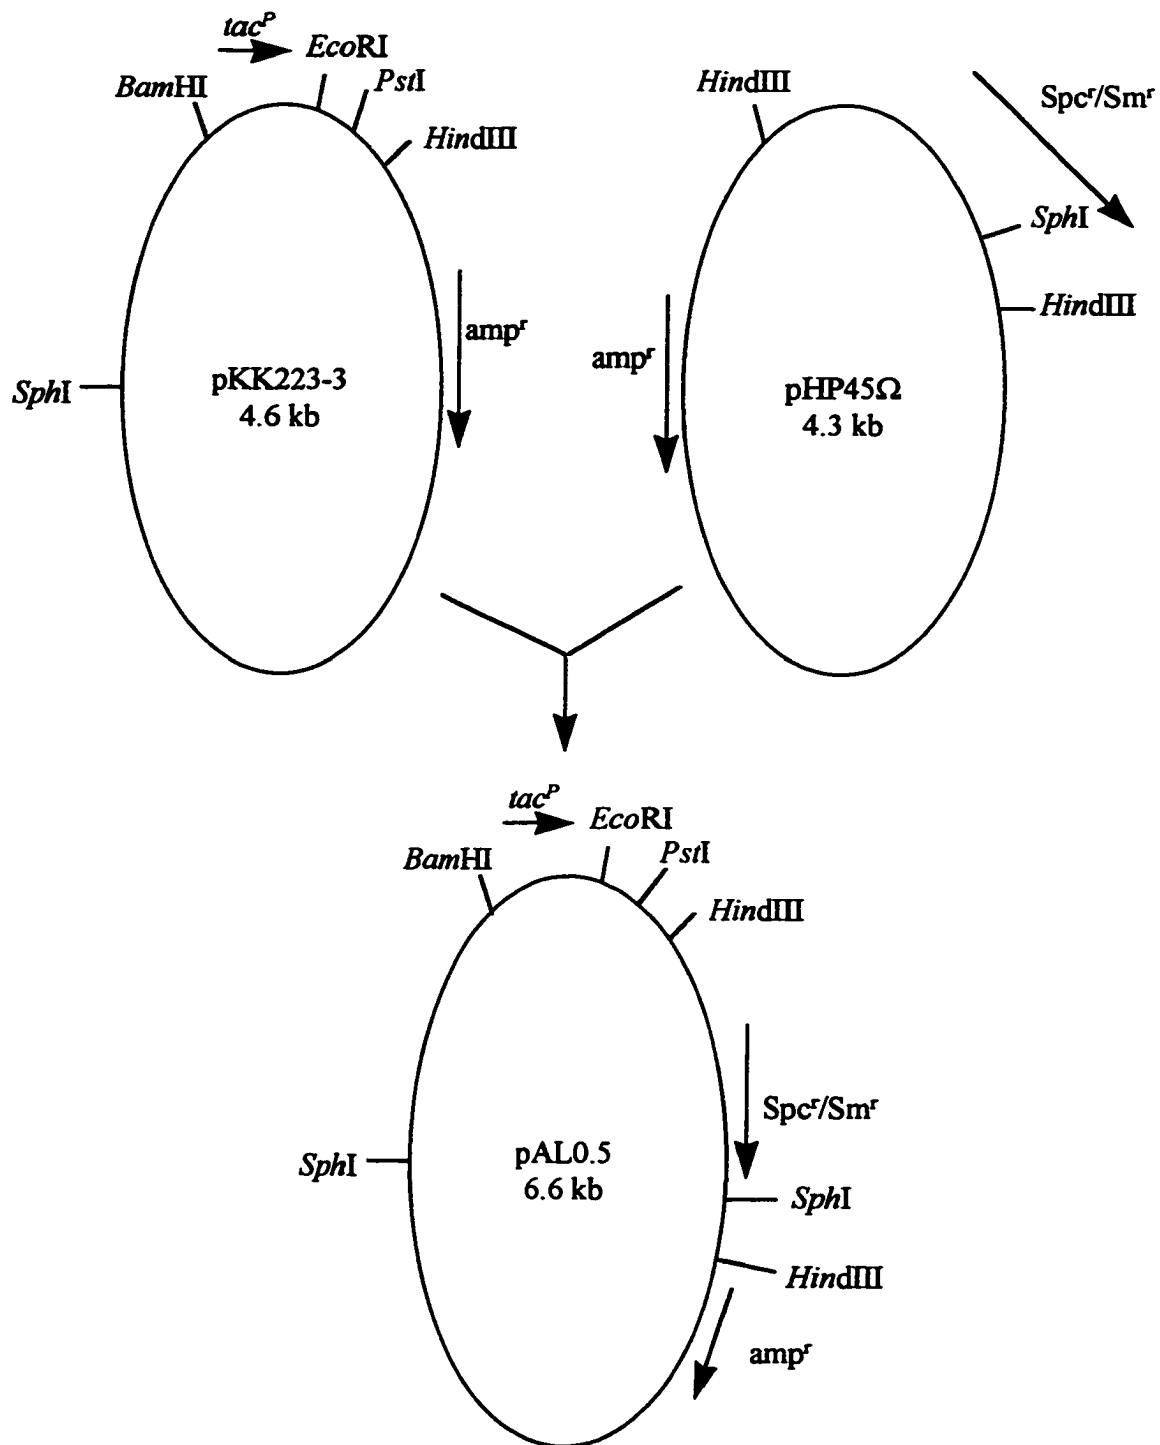 tacᴾ
EcoRI
BamHI
PstI
HindIII
SphI
ampʳ
pKK223-3
4.6 kb
HindIII
Spcʳ/Smʳ
SphI
HindIII
ampʳ
pHP45Ω
4.3 kb
tacᴾ
EcoRI
BamHI
PstI
HindIII
Spcʳ/Smʳ
SphI
pAL0.5
6.6 kb
SphI
HindIII
ampʳ